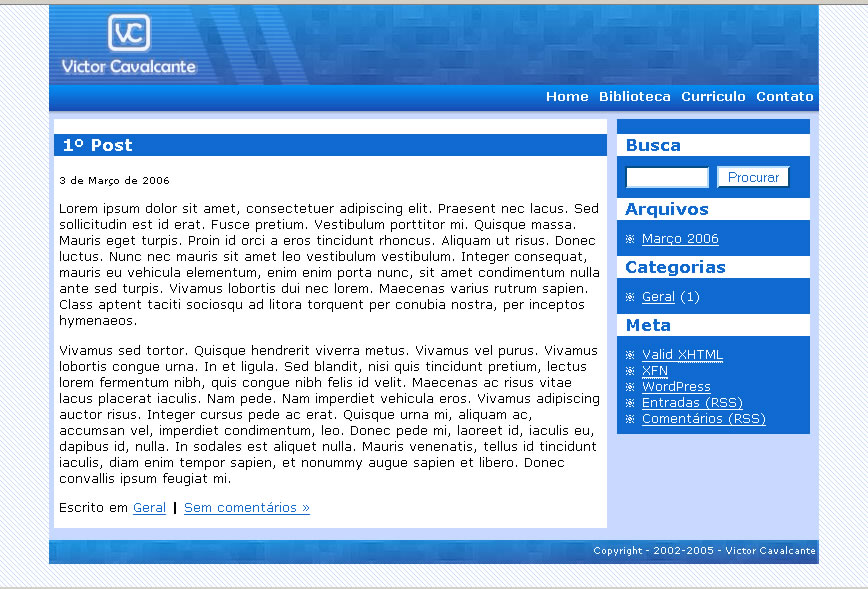 VC
Victor Cavalcante
Home Biblioteca Curriculo Contato
1º Post
3 de Março de 2006
Lorem ipsum dolor sit amet, consectetuer adipiscing elit. Praesent nec lacus. Sed
sollicitudin est id erat. Fusce pretium. Vestibulum porttitor mi. Quisque massa.
Mauris eget turpis. Proin id orci a eros tincidunt rhoncus. Aliquam ut risus. Donec
luctus. Nunc nec mauris sit amet leo vestibulum vestibulum. Integer consequat,
mauris eu vehicula elementum, enim enim porta nunc, sit amet condimentum nulla
ante sed turpis. Vivamus lobortis dui nec lorem. Maecenas varius rutrum sapien.
Class aptent taciti sociosqu ad litora torquent per conubia nostra, per inceptos
hymenaeos.
Vivamus sed tortor. Quisque hendrerit viverra metus. Vivamus vel purus. Vivamus
lobortis congue urna. In et ligula. Sed blandit, nisi quis tincidunt pretium, lectus
lorem fermentum nibh, quis congue nibh felis id velit. Maecenas ac risus vitae
lacus placerat iaculis. Nam pede. Nam imperdiet vehicula eros. Vivamus adipiscing
auctor risus. Integer cursus pede ac erat. Quisque urna mi, aliquam ac,
accumsan vel, imperdiet condimentum, leo. Donec pede mi, laoreet id, iaculis eu,
dapibus id, nulla. In sodales est aliquet nulla. Mauris venenatis, tellus id tincidunt
iaculis, diam enim tempor sapien, et nonummy augue sapien et libero. Donec
convallis ipsum feugiat mi.
Escrito em Geral | Sem comentários »
Busca
Procurar
Arquivos
Março 2006
Categorias
Geral (1)
Meta
Valid XHTML
XFN
WordPress
Entradas (RSS)
Comentários (RSS)
Copyright - 2002-2005 - Victor Cavalcante